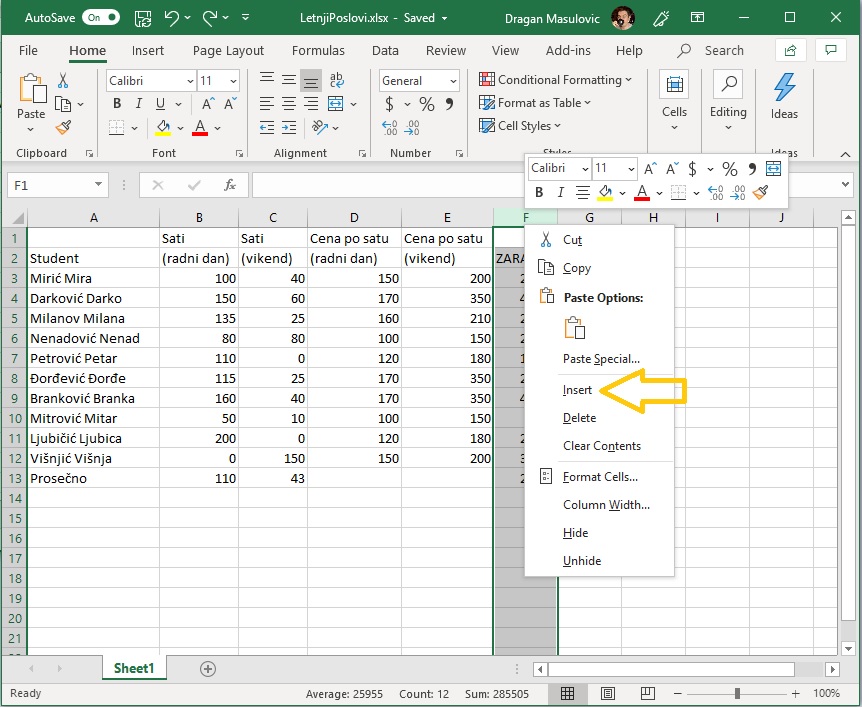 AutoSave On LetnjiPoslovi.xlsx - Saved Dragan Masulovic
File Home Insert Page Layout Formulas Data Review View Add-ins Help Search
Calibri 11 General Conditional Formatting
Paste B I U A A $ % 9 Format as Table Cells Editing Ideas
A Cell Styles
Clipboard Font Alignment Number Styles Ideas
Calibri 11 A A $ % 9
B I A
F1 fx
A B C D E F G H I J
1 Sati Sati Cena po satu Cena po satu
2 Student (radni dan) (vikend) (radni dan) (vikend) ZARA
3 Mirić Mira 100 40 150 200 2
4 Darković Darko 150 60 170 350 4
5 Milanov Milana 135 25 160 210 2
6 Nenadović Nenad 80 80 100 150 2
7 Petrović Petar 110 0 120 180 1
8 Đorđević Đorđe 115 25 170 350 2
9 Branković Branka 160 40 170 350 4
10 Mitrović Mitar 50 10 100 150
11 Ljubičić Ljubica 200 0 120 180 2
12 Višnjić Višnja 0 150 150 200 3
13 Prosečno 110 43 2
14
15
16
17
18
19
20
21
Cut
Copy
Paste Options:
Paste Special...
Insert
Delete
Clear Contents
Format Cells...
Column Width...
Hide
Unhide
Sheet1
Ready Average: 25955 Count: 12 Sum: 285505 100%